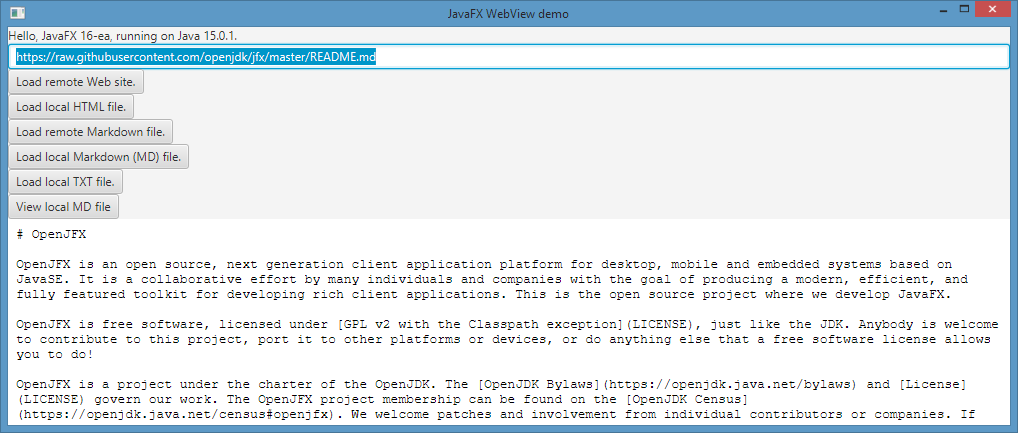 JavaFX WebView demo
Hello, JavaFX 16-ea, running on Java 15.0.1.
https://raw.githubusercontent.com/openjdk/jfx/master/README.md
Load remote Web site.
Load local HTML file.
Load remote Markdown file.
Load local Markdown (MD) file.
Load local TXT file.
View local MD file
# OpenJFX
OpenJFX is an open source, next generation client application platform for desktop, mobile and embedded systems based on
JavaSE. It is a collaborative effort by many individuals and companies with the goal of producing a modern, efficient, and
fully featured toolkit for developing rich client applications. This is the open source project where we develop JavaFX.
OpenJFX is free software, licensed under [GPL v2 with the Classpath exception](LICENSE), just like the JDK. Anybody is welcome
to contribute to this project, port it to other platforms or devices, or do anything else that a free software license allows
you to do!
OpenJFX is a project under the charter of the OpenJDK. The [OpenJDK Bylaws](https://openjdk.java.net/bylaws) and [License]
(LICENSE) govern our work. The OpenJFX project membership can be found on the [OpenJDK Census]
(https://openjdk.java.net/census#openjfx). We welcome patches and involvement from individual contributors or companies. If